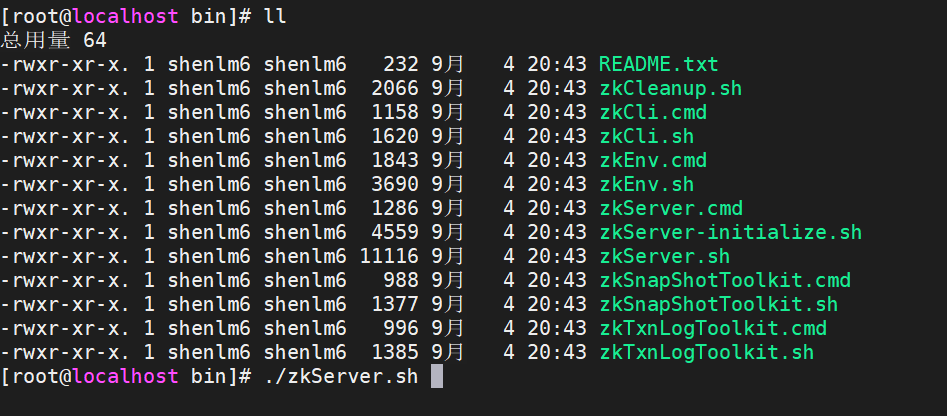 [root@localhost bin]# ll
总用量 64
-rwxr-xr-x. 1 shenlm6 shenlm6   232 9月   4 20:43 README.txt
-rwxr-xr-x. 1 shenlm6 shenlm6  2066 9月   4 20:43 zkCleanup.sh
-rwxr-xr-x. 1 shenlm6 shenlm6  1158 9月   4 20:43 zkCli.cmd
-rwxr-xr-x. 1 shenlm6 shenlm6  1620 9月   4 20:43 zkCli.sh
-rwxr-xr-x. 1 shenlm6 shenlm6  1843 9月   4 20:43 zkEnv.cmd
-rwxr-xr-x. 1 shenlm6 shenlm6  3690 9月   4 20:43 zkEnv.sh
-rwxr-xr-x. 1 shenlm6 shenlm6  1286 9月   4 20:43 zkServer.cmd
-rwxr-xr-x. 1 shenlm6 shenlm6  4559 9月   4 20:43 zkServer-initialize.sh
-rwxr-xr-x. 1 shenlm6 shenlm6 11116 9月   4 20:43 zkServer.sh
-rwxr-xr-x. 1 shenlm6 shenlm6   988 9月   4 20:43 zkSnapShotToolkit.cmd
-rwxr-xr-x. 1 shenlm6 shenlm6  1377 9月   4 20:43 zkSnapShotToolkit.sh
-rwxr-xr-x. 1 shenlm6 shenlm6   996 9月   4 20:43 zkTxnLogToolkit.cmd
-rwxr-xr-x. 1 shenlm6 shenlm6  1385 9月   4 20:43 zkTxnLogToolkit.sh
[root@localhost bin]# ./zkServer.sh